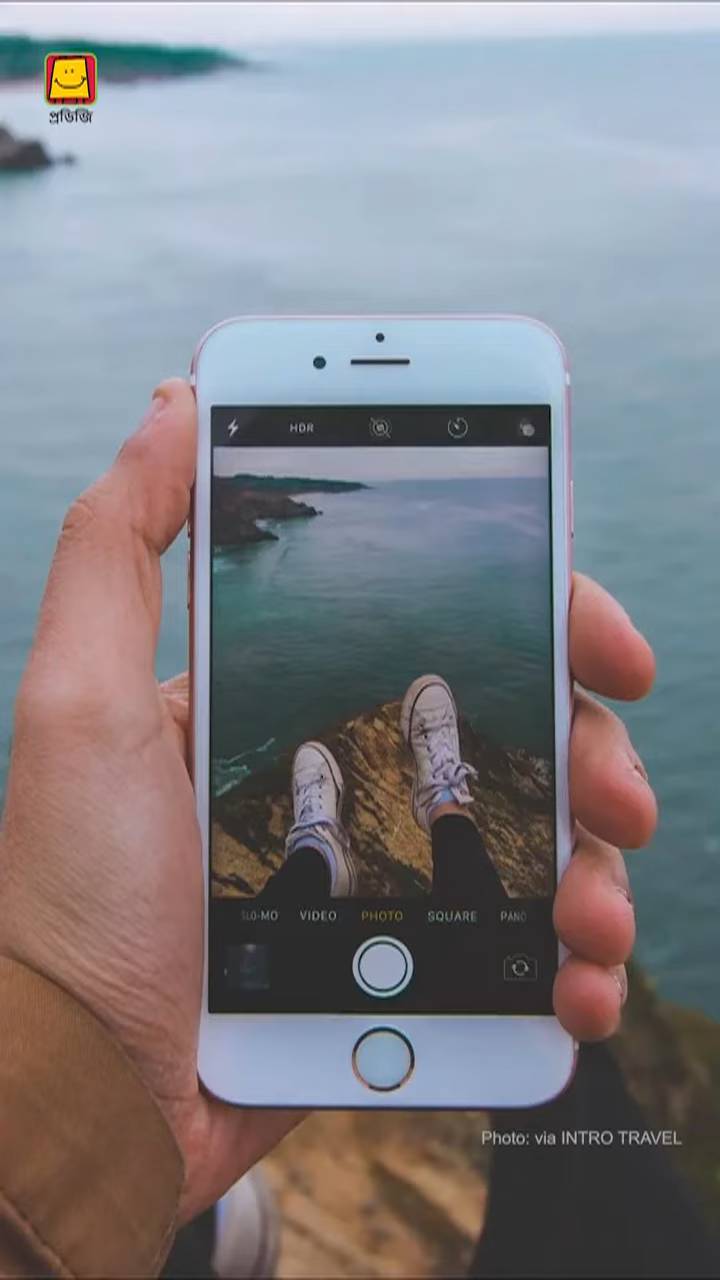 প্রডিজি
HDR
SLO-MO VIDEO PHOTO SQUARE PANO
Photo: via INTRO TRAVEL